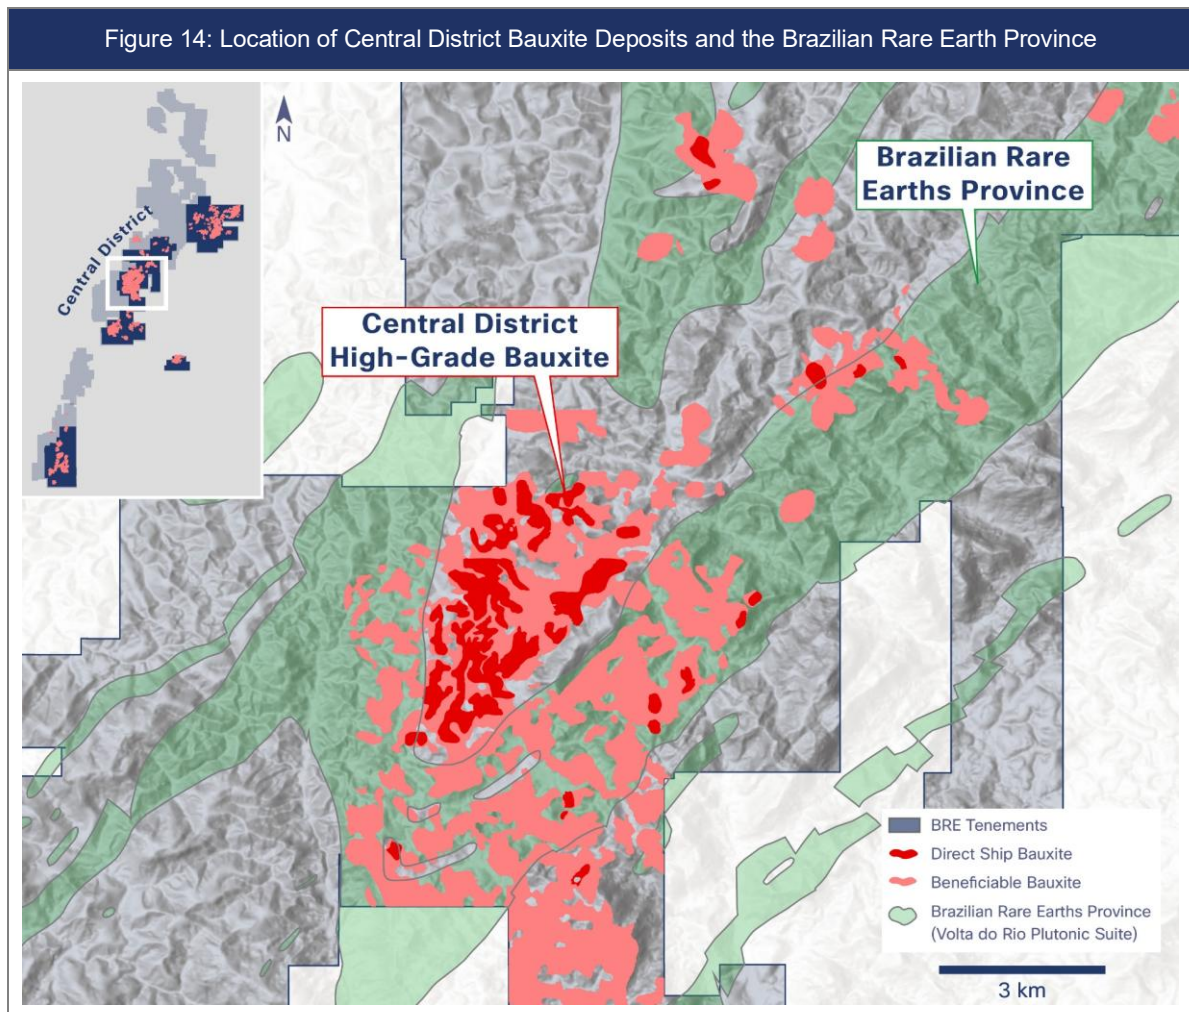 Figure 14: Location of Central District Bauxite Deposits and the Brazilian Rare Earth Province
N
Central District
Brazilian Rare
Earths Province
Central District
High-Grade Bauxite
BRE Tenements
Direct Ship Bauxite
Beneficiable Bauxite
Brazilian Rare Earths Province
(Volta do Rio Plutonic Suite)
3 km